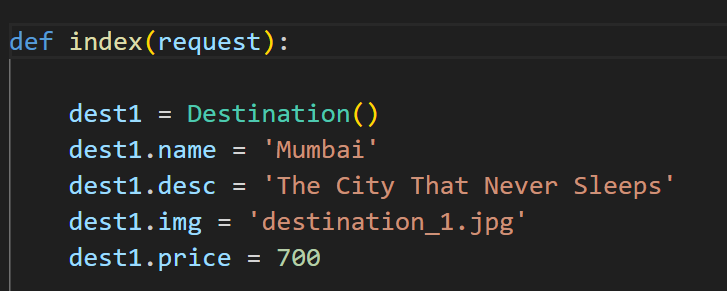 def index(request):
dest1 = Destination()
dest1.name = 'Mumbai'
dest1.desc = 'The City That Never Sleeps'
dest1.img = 'destination_1.jpg'
dest1.price = 700